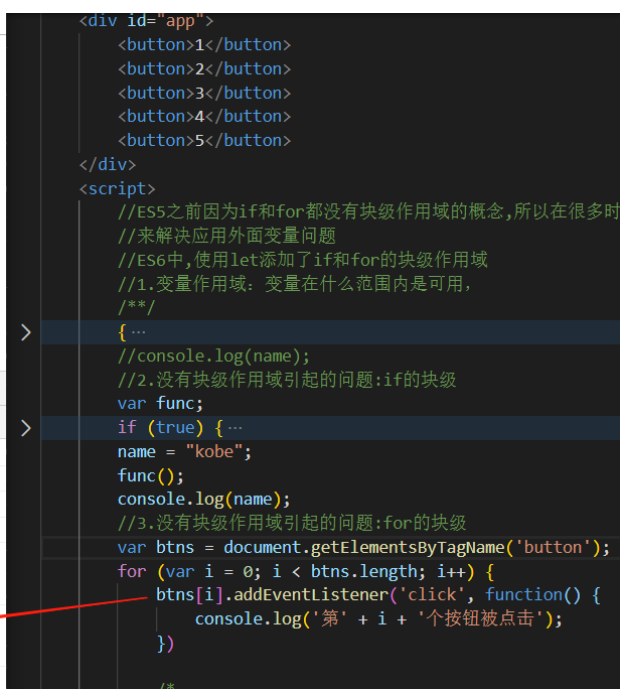 <div id="app">
<button>1</button>
<button>2</button>
<button>3</button>
<button>4</button>
<button>5</button>
</div>
<script>
//ES5之前因为if和for都没有块级作用域的概念,所以在很多时
//来解决应用外面变量问题
//ES6中,使用let添加了if和for的块级作用域
//1.变量作用域：变量在什么范围内是可用,
/**/
{…
//console.log(name);
//2.没有块级作用域引起的问题:if的块级
var func;
if (true) {…
name = "kobe";
func();
console.log(name);
//3.没有块级作用域引起的问题:for的块级
var btns = document.getElementsByTagName('button');
for (var i = 0; i < btns.length; i++) {
btns[i].addEventListener('click', function() {
console.log('第' + i + '个按钮被点击');
})
/*